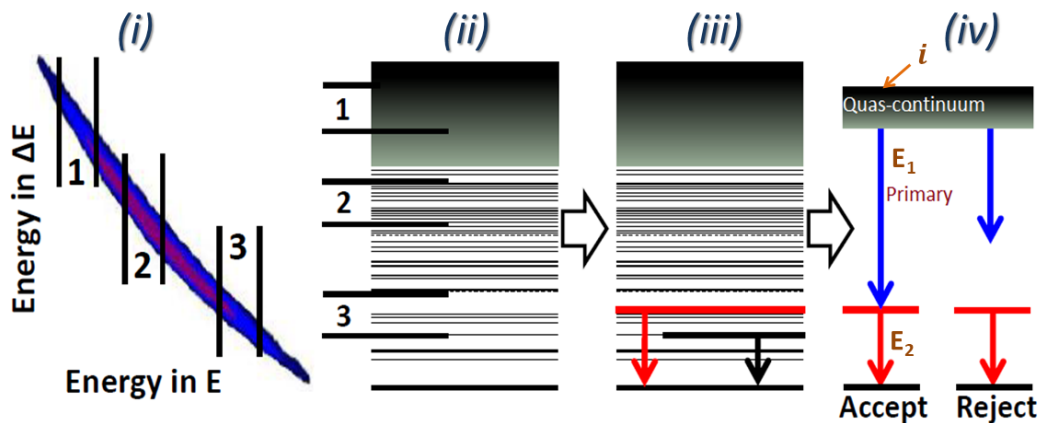 (i)
(ii)
(iii)
(iv)
Energy in ΔE
1
2
3
Energy in E
1
2
3
i
Quas-continuum
E₁
Primary
E₂
Accept
Reject